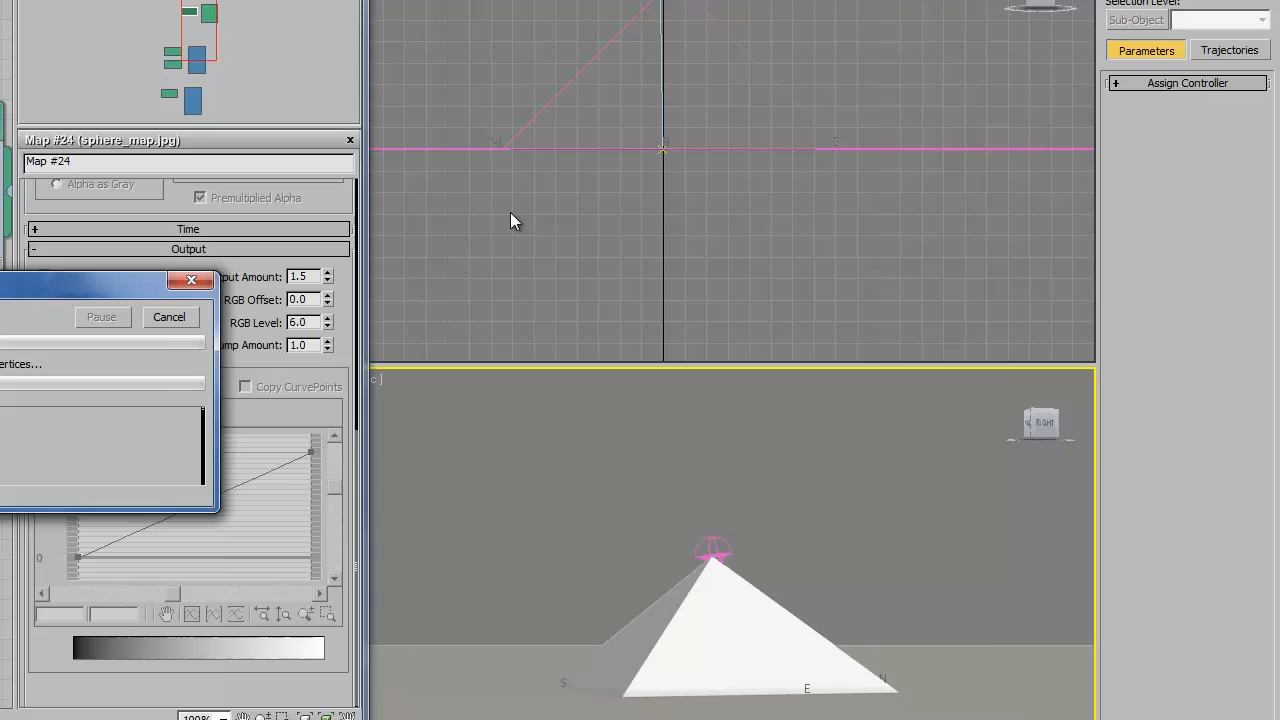 Selection Level:
Sub-Object
Parameters
Trajectories
+ Assign Controller
Map #24 (sphere_map.jpg)
Map #24
Alpha as Gray
Premultiplied Alpha
+ Time
- Output
put Amount: 1.5
RGB Offset: 0.0
RGB Level: 6.0
ump Amount: 1.0
Pause
Cancel
ertices...
Copy CurvePoints
0
100%
W
E
c ]
RIGHT
S
E
N